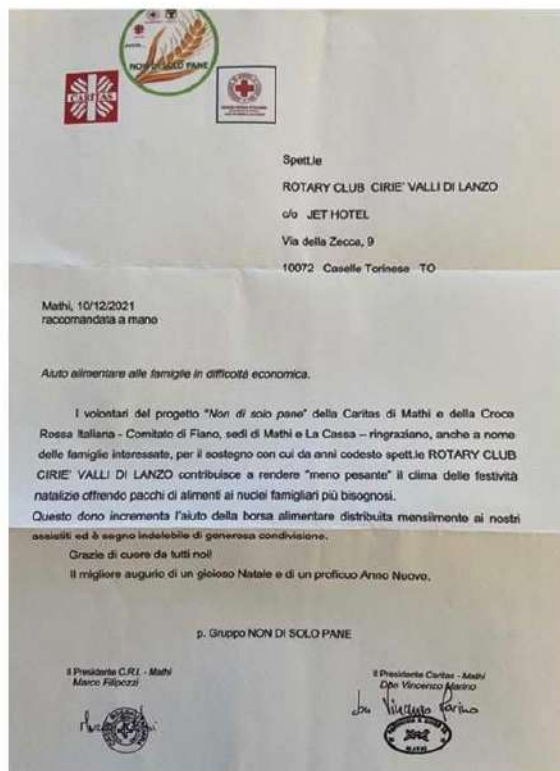 NON DI SOLO PANE
CARITAS
Spett.le
ROTARY CLUB CIRIE' VALLI DI LANZO
c/o JET HOTEL
Via della Zecca, 9
10072 Caselle Torinese TO
Mathi, 10/12/2021
raccomandata a mano
Aiuto alimentare alle famiglie in difficoltà economica.
I volontari del progetto "Non di solo pane" della Caritas di Mathi e della Croce
Rossa Italiana - Comitato di Fiano, sedi di Mathi e La Cassa – ringraziano, anche a nome
delle famiglie interessate, per il sostegno con cui da anni codesto spett.le ROTARY CLUB
CIRIE' VALLI DI LANZO contribuisce a rendere "meno pesante" il clima delle festività
natalizie offrendo pacchi di alimenti ai nuclei famigliari più bisognosi.
Questo dono incrementa l'aiuto della borsa alimentare distribuita mensilmente ai nostri
assistiti ed è segno indelebile di generosa condivisione.
Grazie di cuore da tutti noi!
Il migliore augurio di un gioioso Natale e di un proficuo Anno Nuovo.
p. Gruppo NON DI SOLO PANE
Il Presidente C.R.I. - Mathi
Marco Filipozzi
Il Presidente Caritas - Mathi
Don Vincenzo Marino